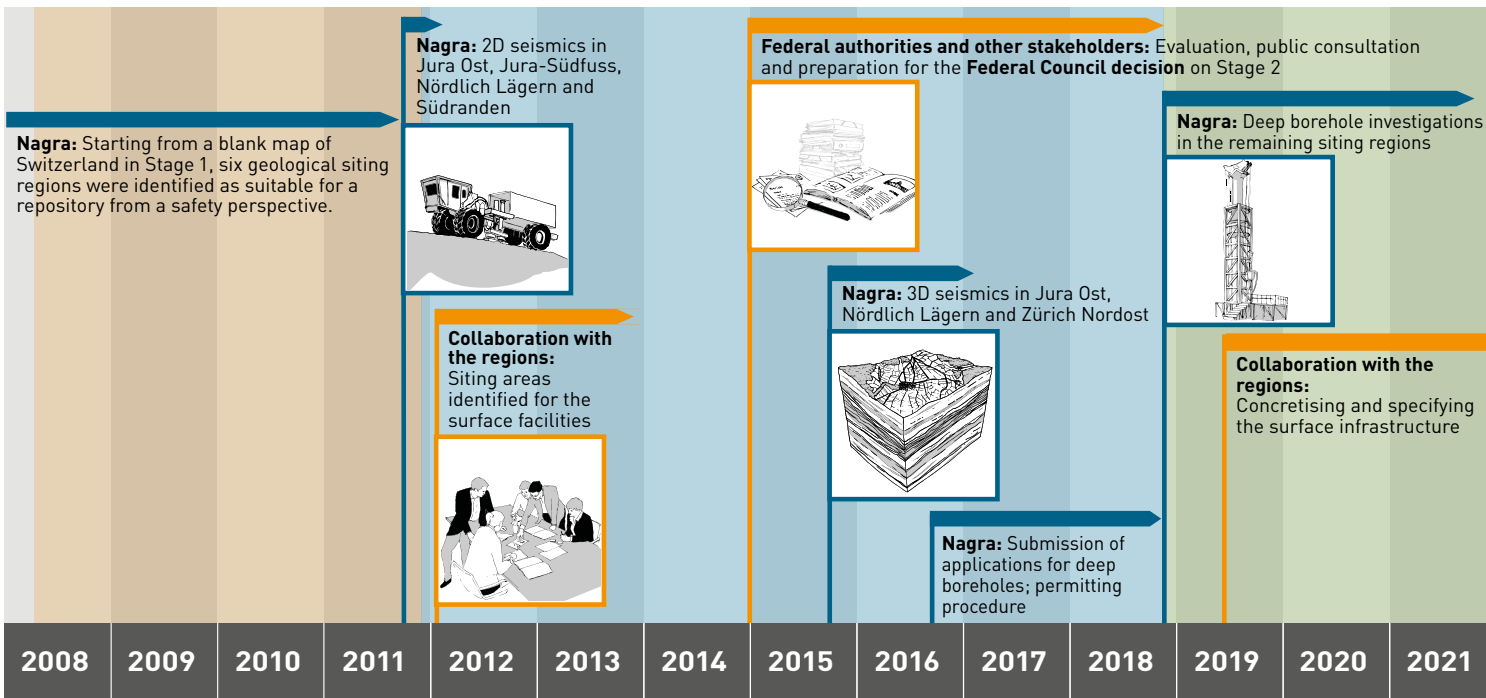 Nagra: Starting from a blank map of
Switzerland in Stage 1, six geological siting
regions were identified as suitable for a
repository from a safety perspective.
Nagra: 2D seismics in
Jura Ost, Jura-Südfuss,
Nördlich Lägern and
Südranden
Collaboration with
the regions:
Siting areas
identified for the
surface facilities
Federal authorities and other stakeholders: Evaluation, public consultation
and preparation for the Federal Council decision on Stage 2
Nagra: 3D seismics in Jura Ost,
Nördlich Lägern and Zürich Nordost
Nagra: Submission of
applications for deep
boreholes; permitting
procedure
Nagra: Deep borehole investigations
in the remaining siting regions
Collaboration with the
regions:
Concretising and specifying
the surface infrastructure
2008 2009 2010 2011 2012 2013 2014 2015 2016 2017 2018 2019 2020 2021